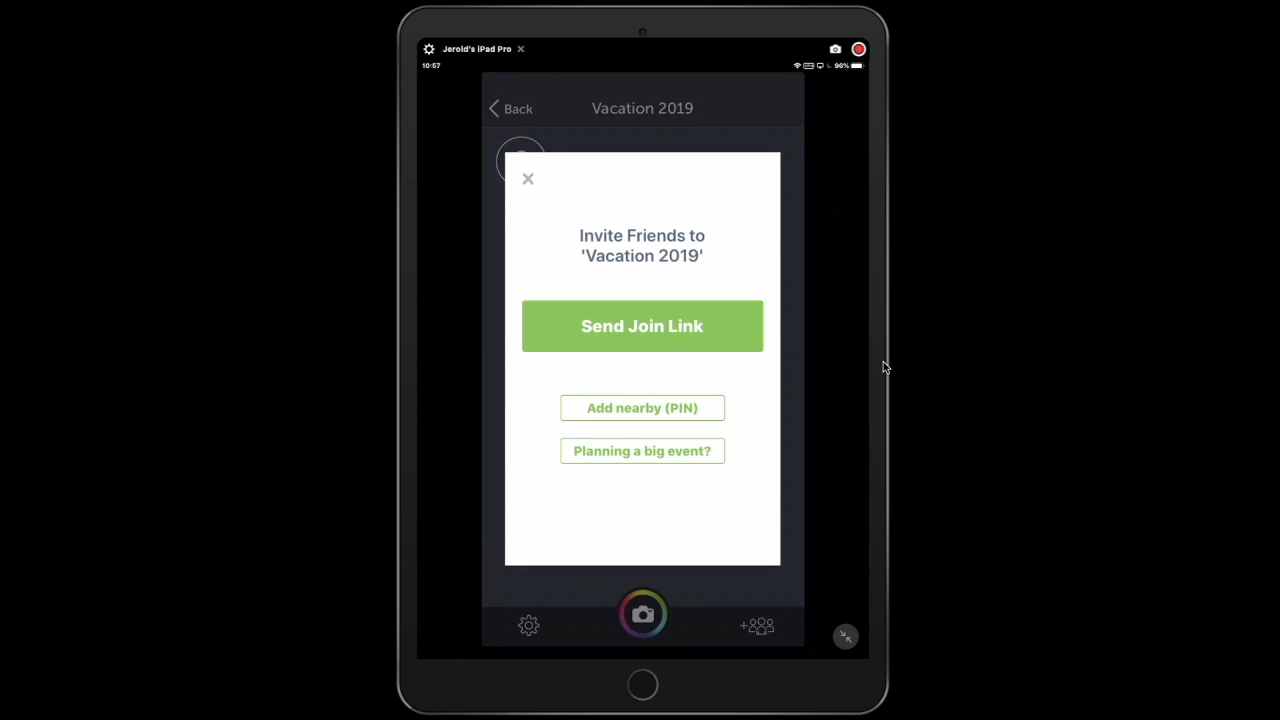 Jerold's iPad Pro
10:57
96%
Back
Vacation 2019
Invite Friends to
'Vacation 2019'
Send Join Link
Add nearby (PIN)
Planning a big event?